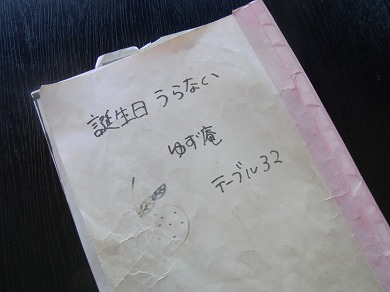 誕生日 うらない
ゆず庵
テーブル32